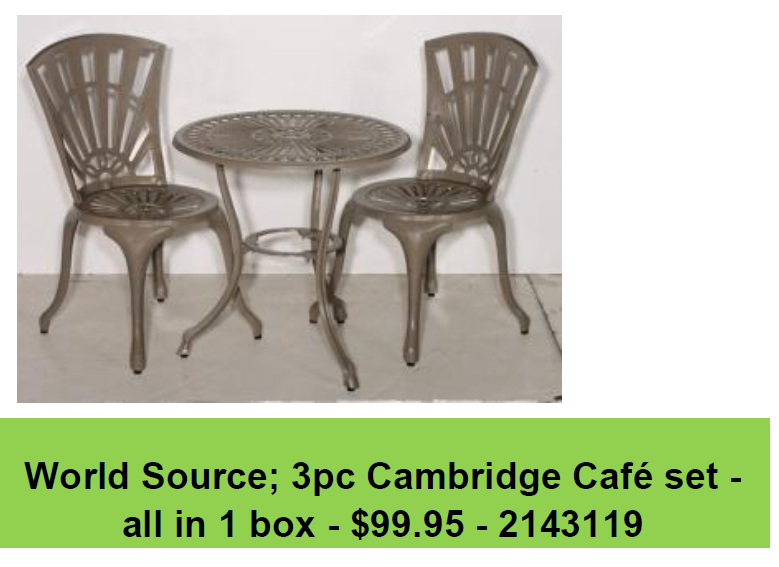 World Source; 3pc Cambridge Café set -
all in 1 box - $99.95 - 2143119